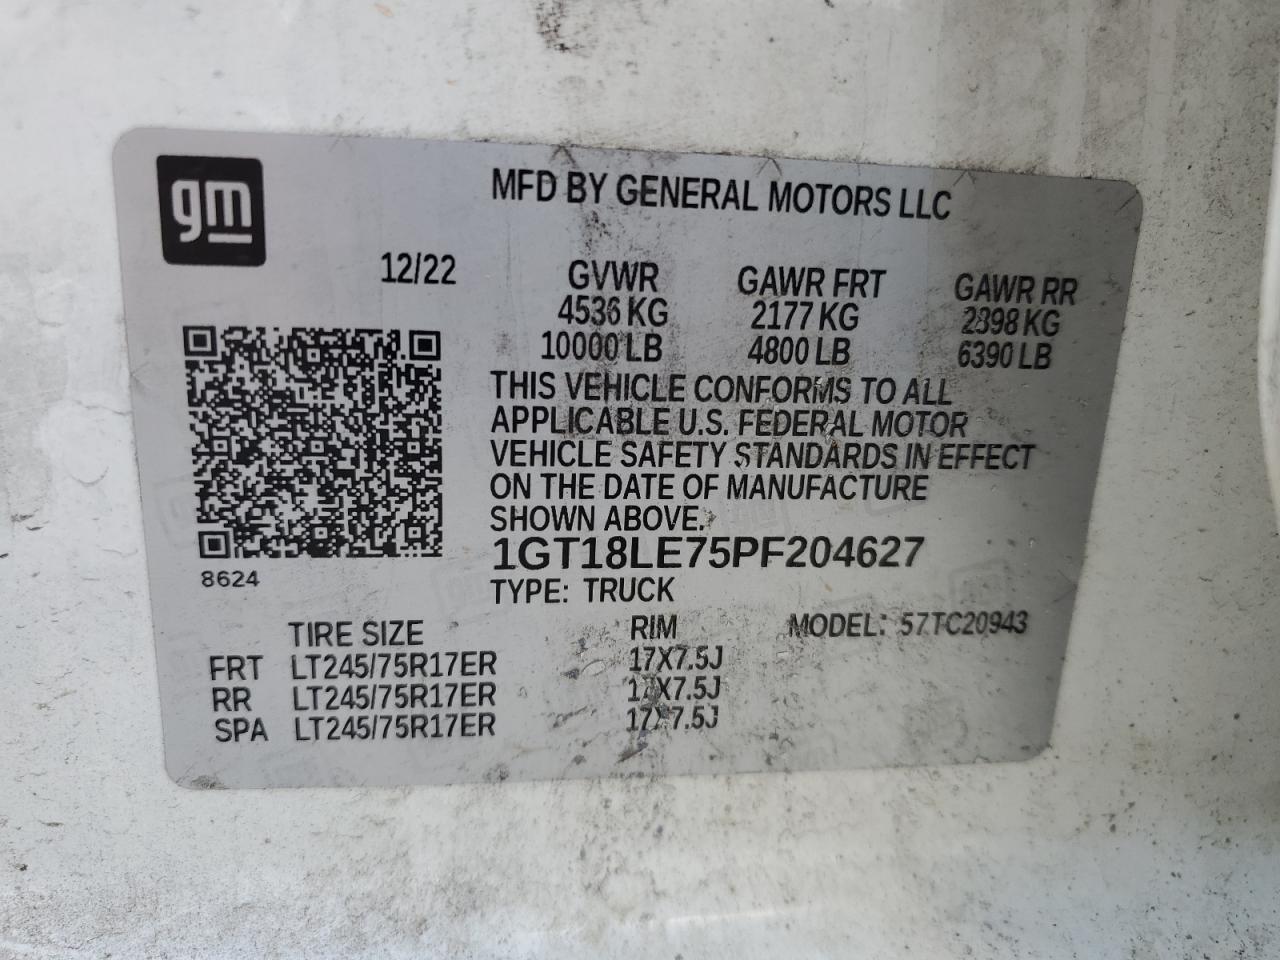 gm
MFD BY GENERAL MOTORS LLC
12/22 GVWR GAWR FRT GAWR RR
4536 KG 2177 KG 2898 KG
10000 LB 4800 LB 6390 LB
THIS VEHICLE CONFORMS TO ALL
APPLICABLE U.S. FEDERAL MOTOR
VEHICLE SAFETY STANDARDS IN EFFECT
ON THE DATE OF MANUFACTURE
SHOWN ABOVE.
1GT18LE75PF204627
8624
TYPE: TRUCK
TIRE SIZE RIM MODEL: 57TC20943
FRT LT245/75R17ER 17X7.5J
RR LT245/75R17ER 17X7.5J
SPA LT245/75R17ER 17X7.5J